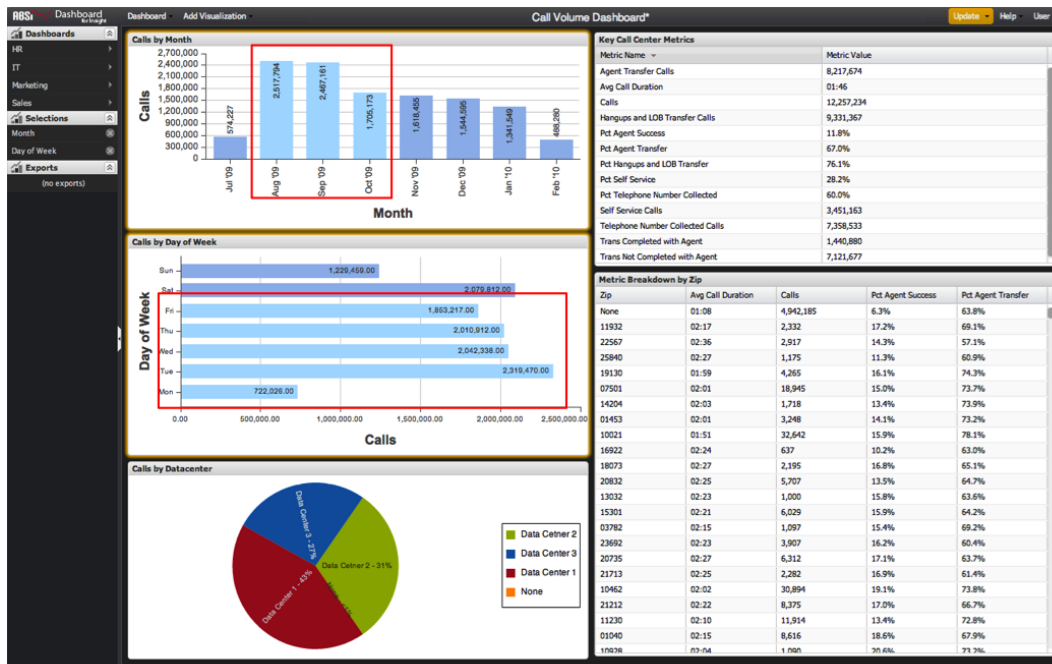 ABSi Dashboard
for Insight
Dashboard
Add Visualization
Call Volume Dashboard*
Update
Help
User
Dashboards
HR
IT
Marketing
Sales
Selections
Month
Day of Week
Exports
(no exports)
Calls by Month
2,700,000
2,400,000
2,100,000
1,800,000
1,500,000
1,200,000
900,000
600,000
300,000
0
Calls
574,227
2,517,794
2,467,161
1,705,173
1,618,455
1,544,595
1,341,549
488,280
Jul '09
Aug '09
Sep '09
Oct '09
Nov '09
Dec '09
Jan '10
Feb '10
Month
Calls by Day of Week
Day of Week
Sun 1,229,459.00
Sat 2,079,812.00
Fri 1,853,217.00
Thu 2,010,912.00
Wed 2,042,338.00
Tue 2,319,470.00
Mon 722,026.00
0.00 500,000.00 1,000,000.00 1,500,000.00 2,000,000.00 2,500,000.00
Calls
Calls by Datacenter
Data Center 3 - 27%
Data Cetner 2 - 31%
Data Center 1 - 43%
Data Cetner 2
Data Center 3
Data Center 1
None
Key Call Center Metrics
Metric Name Metric Value
Agent Transfer Calls 8,217,674
Avg Call Duration 01:46
Calls 12,257,234
Hangups and LOB Transfer Calls 9,331,367
Pct Agent Success 11.8%
Pct Agent Transfer 67.0%
Pct Hangups and LOB Transfer 76.1%
Pct Self Service 28.2%
Pct Telephone Number Collected 60.0%
Self Service Calls 3,451,163
Telephone Number Collected Calls 7,358,533
Trans Completed with Agent 1,440,880
Trans Not Completed with Agent 7,121,677
Metric Breakdown by Zip
Zip Avg Call Duration Calls Pct Agent Success Pct Agent Transfer
None 01:08 4,942,185 6.3% 63.8%
11932 02:17 2,332 17.2% 69.1%
22567 02:36 2,917 14.3% 57.1%
25840 02:27 1,175 11.3% 60.9%
19130 01:59 4,265 16.1% 74.3%
07501 02:01 18,945 15.0% 73.7%
14204 02:03 1,718 13.4% 73.9%
01453 02:01 3,248 14.1% 73.2%
10021 01:51 32,642 15.9% 78.1%
16922 02:24 637 10.2% 63.0%
18073 02:27 2,195 16.8% 65.1%
20832 02:25 5,707 13.5% 64.7%
13032 02:23 1,000 15.8% 63.6%
15301 02:21 6,029 15.9% 64.2%
03782 02:15 1,097 15.4% 69.2%
23692 02:23 3,907 16.2% 60.4%
20735 02:27 6,312 17.1% 63.7%
21713 02:25 2,282 16.9% 61.4%
10462 02:02 30,894 19.1% 73.8%
21212 02:22 8,375 17.0% 66.7%
11230 02:10 11,914 13.4% 72.8%
01040 02:15 8,616 18.6% 67.9%
10928 02:04 1,090 20.6% 73.2%